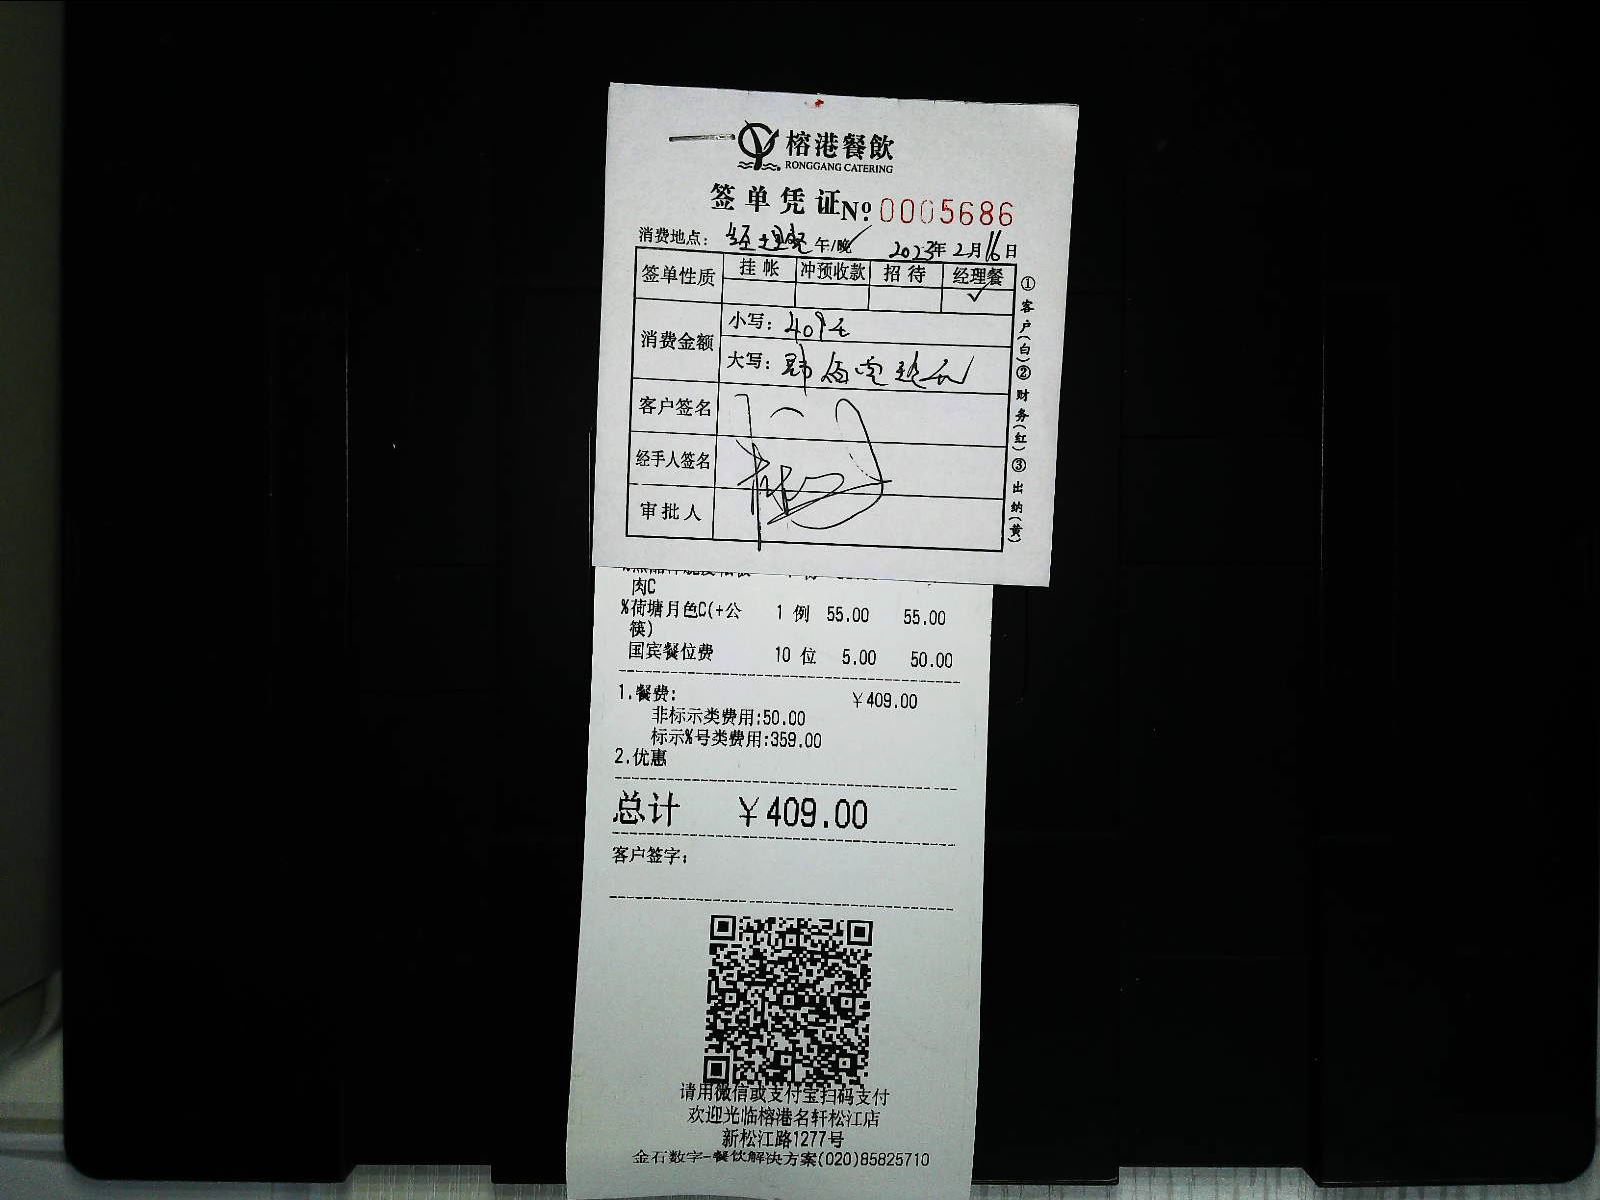 榕港餐飲
RONGGANG CATERING
签单凭证 Nº 0005686
消费地点: 经理餐 午/晚 2023年2月16日
签单性质 挂帐 冲预收款 招待 经理餐
✓
消费金额 小写: 409元
大写: 肆佰零玖元
客户签名
经手人签名
审批人
①客户(白)②财务(红)③出纳(黄)
肉C
%荷塘月色C(+公 1 例 55.00 55.00
筷)
国宾餐位费 10 位 5.00 50.00
1.餐费: ¥409.00
非标示类费用:50.00
标示%号类费用:359.00
2.优惠
总计 ¥409.00
客户签字:
请用微信或支付宝扫码支付
欢迎光临榕港名轩松江店
新松江路1277号
金石数字-餐饮解决方案(020)85825710